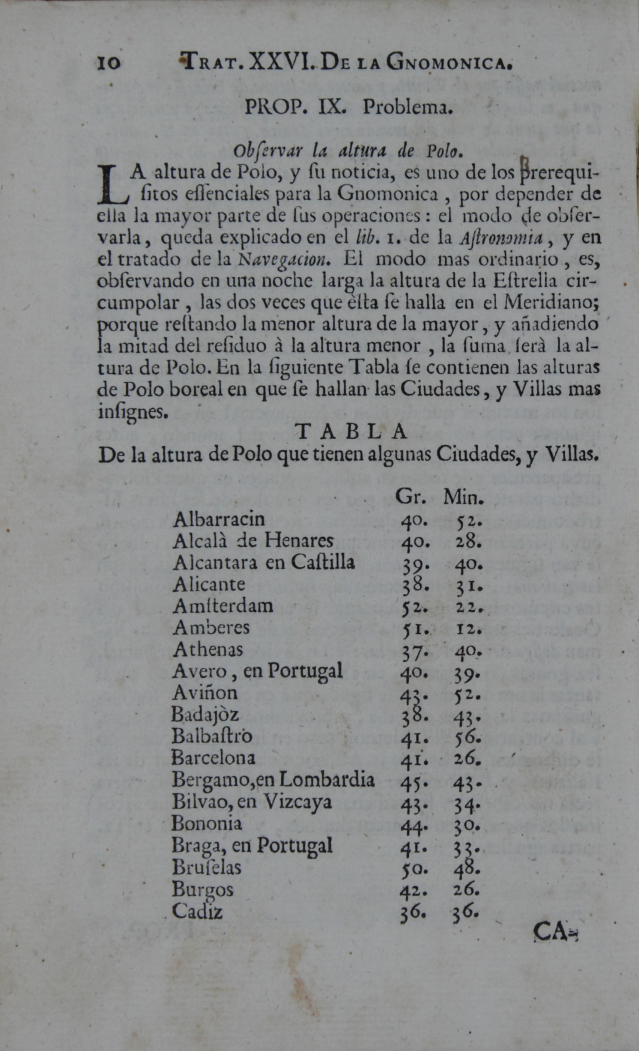 10 TRAT. XXVI. DE LA GNOMONICA.
PROP. IX. Problema.
Obſervar la altura de Polo.
LA altura de Polo, y ſu noticia, es uno de los prerequi-
ſitos eſſenciales para la Gnomonica , por depender de
ella la mayor parte de ſus operaciones : el modo de obſer-
varla, queda explicado en el lib. 1. de la Aſtronomia, y en
el tratado de la Navegacion. El modo mas ordinario , es,
obſervando en una noche larga la altura de la Eſtrella cir-
cumpolar , las dos veces que èſta ſe halla en el Meridiano;
porque reſtando la menor altura de la mayor, y añadiendo
la mitad del reſiduo à la altura menor , la ſuma ſerà la al-
tura de Polo. En la ſiguiente Tabla ſe contienen las alturas
de Polo boreal en que ſe hallan las Ciudades, y Villas mas
inſignes.
TABLA
De la altura de Polo que tienen algunas Ciudades, y Villas.
Gr. Min.
Albarracin 40. 52.
Alcalà de Henares 40. 28.
Alcantara en Caſtilla 39. 40.
Alicante 38. 31.
Amſterdam 52. 22.
Amberes 51. 12.
Athenas 37. 40.
Avero, en Portugal 40. 39.
Aviñon 43. 52.
Badajòz 38. 43.
Balbaſtro 41. 56.
Barcelona 41. 26.
Bergamo,en Lombardia 45. 43.
Bilvao, en Vizcaya 43. 34.
Bononia 44. 30.
Braga, en Portugal 41. 33.
Bruſelas 50. 48.
Burgos 42. 26.
Cadiz 36. 36.
CA-